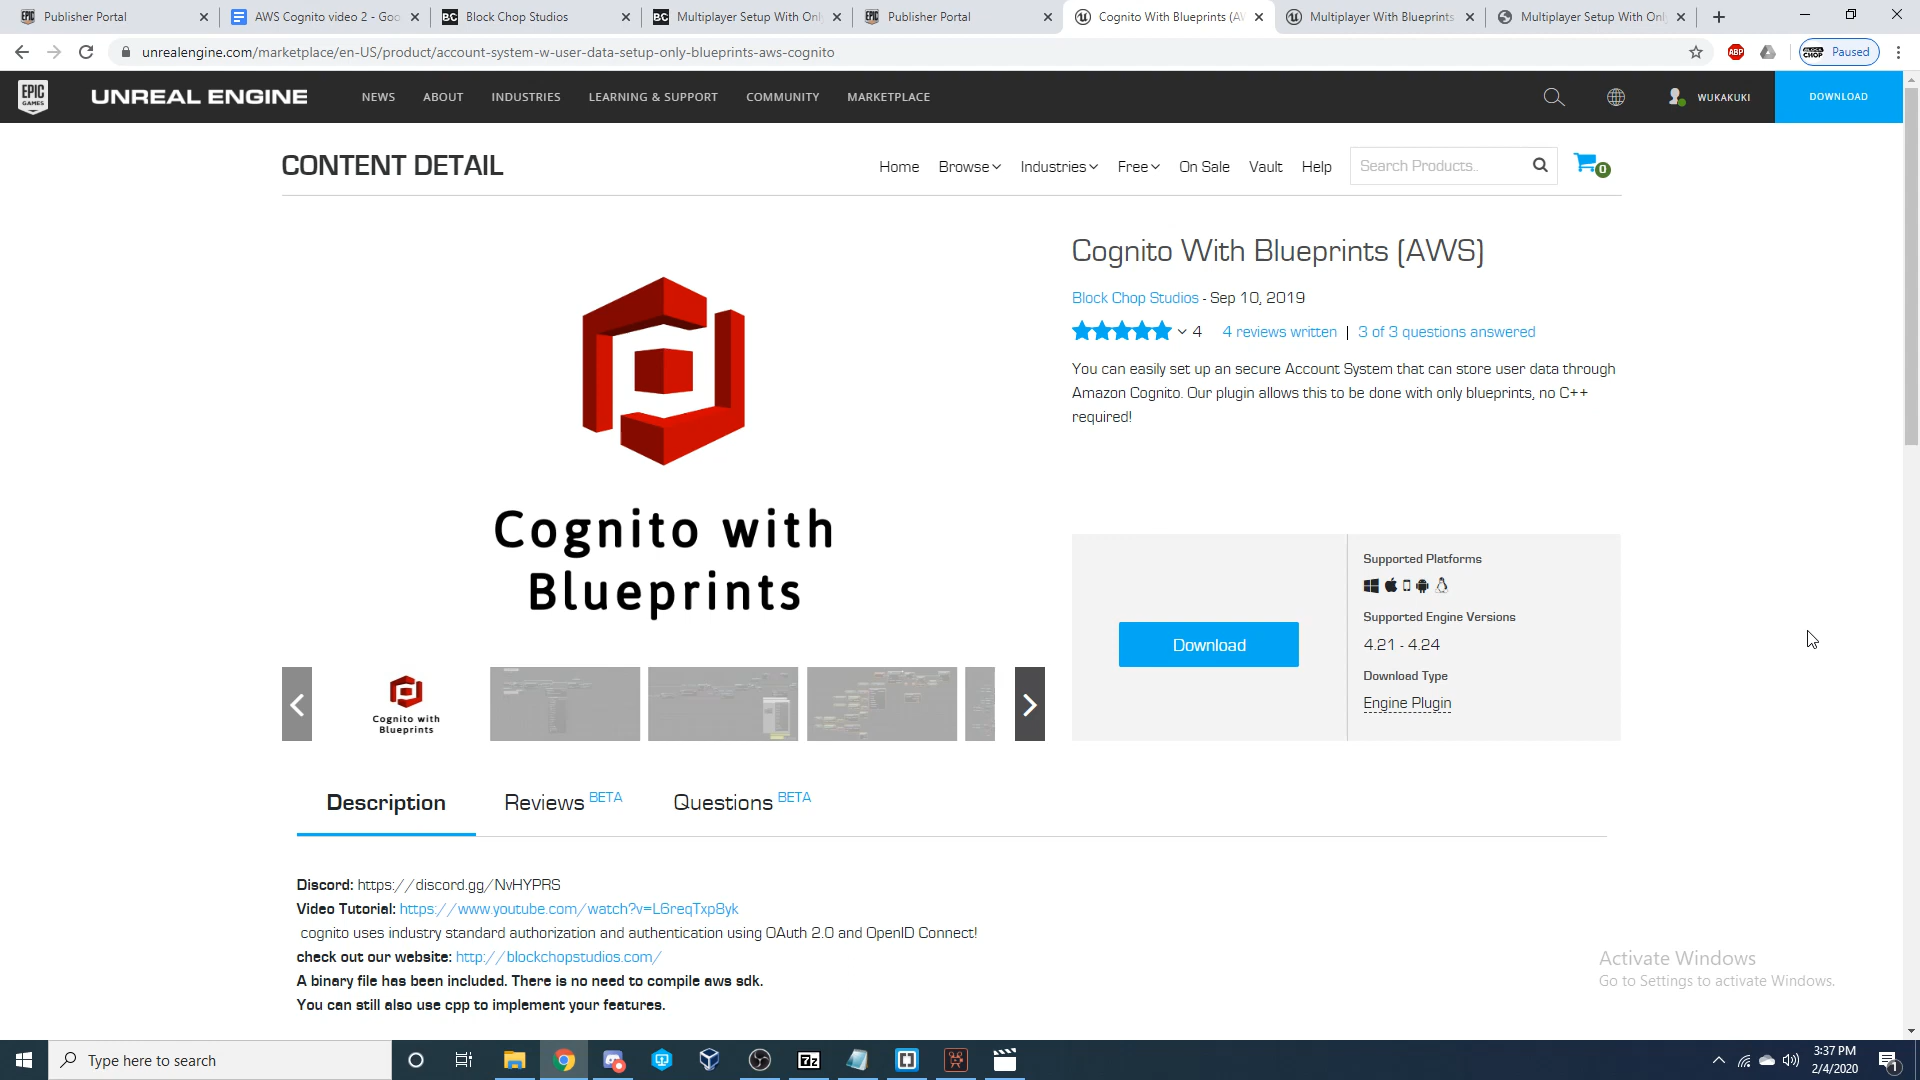 Publisher Portal
AWS Cognito video 2 - Goo
Block Chop Studios
Multiplayer Setup With Onl
Publisher Portal
Cognito With Blueprints (AW
Multiplayer With Blueprints
Multiplayer Setup With Onl
unrealengine.com/marketplace/en-US/product/account-system-w-user-data-setup-only-blueprints-aws-cognito
ABP
BLOCK CHOP
Paused
EPIC GAMES
UNREAL ENGINE
NEWS
ABOUT
INDUSTRIES
LEARNING & SUPPORT
COMMUNITY
MARKETPLACE
WUKAKUKI
DOWNLOAD
CONTENT DETAIL
Home
Browse
Industries
Free
On Sale
Vault
Help
Search Products..
0
Cognito With Blueprints (AWS)
Block Chop Studios - Sep 10, 2019
4
4 reviews written | 3 of 3 questions answered
You can easily set up an secure Account System that can store user data through
Amazon Cognito. Our plugin allows this to be done with only blueprints, no C++
required!
Cognito with
Blueprints
Download
Supported Platforms
Supported Engine Versions
4.21 - 4.24
Download Type
Engine Plugin
Cognito with
Blueprints
Description
Reviews BETA
Questions BETA
Discord: https://discord.gg/NvHYPRS
Video Tutorial: https://www.youtube.com/watch?v=L6reqTxp8yk
cognito uses industry standard authorization and authentication using OAuth 2.0 and OpenID Connect!
check out our website: http://blockchopstudios.com/
A binary file has been included. There is no need to compile aws sdk.
You can still also use cpp to implement your features.
Activate Windows
Go to Settings to activate Windows.
Type here to search
7z
3:37 PM
2/4/2020
1